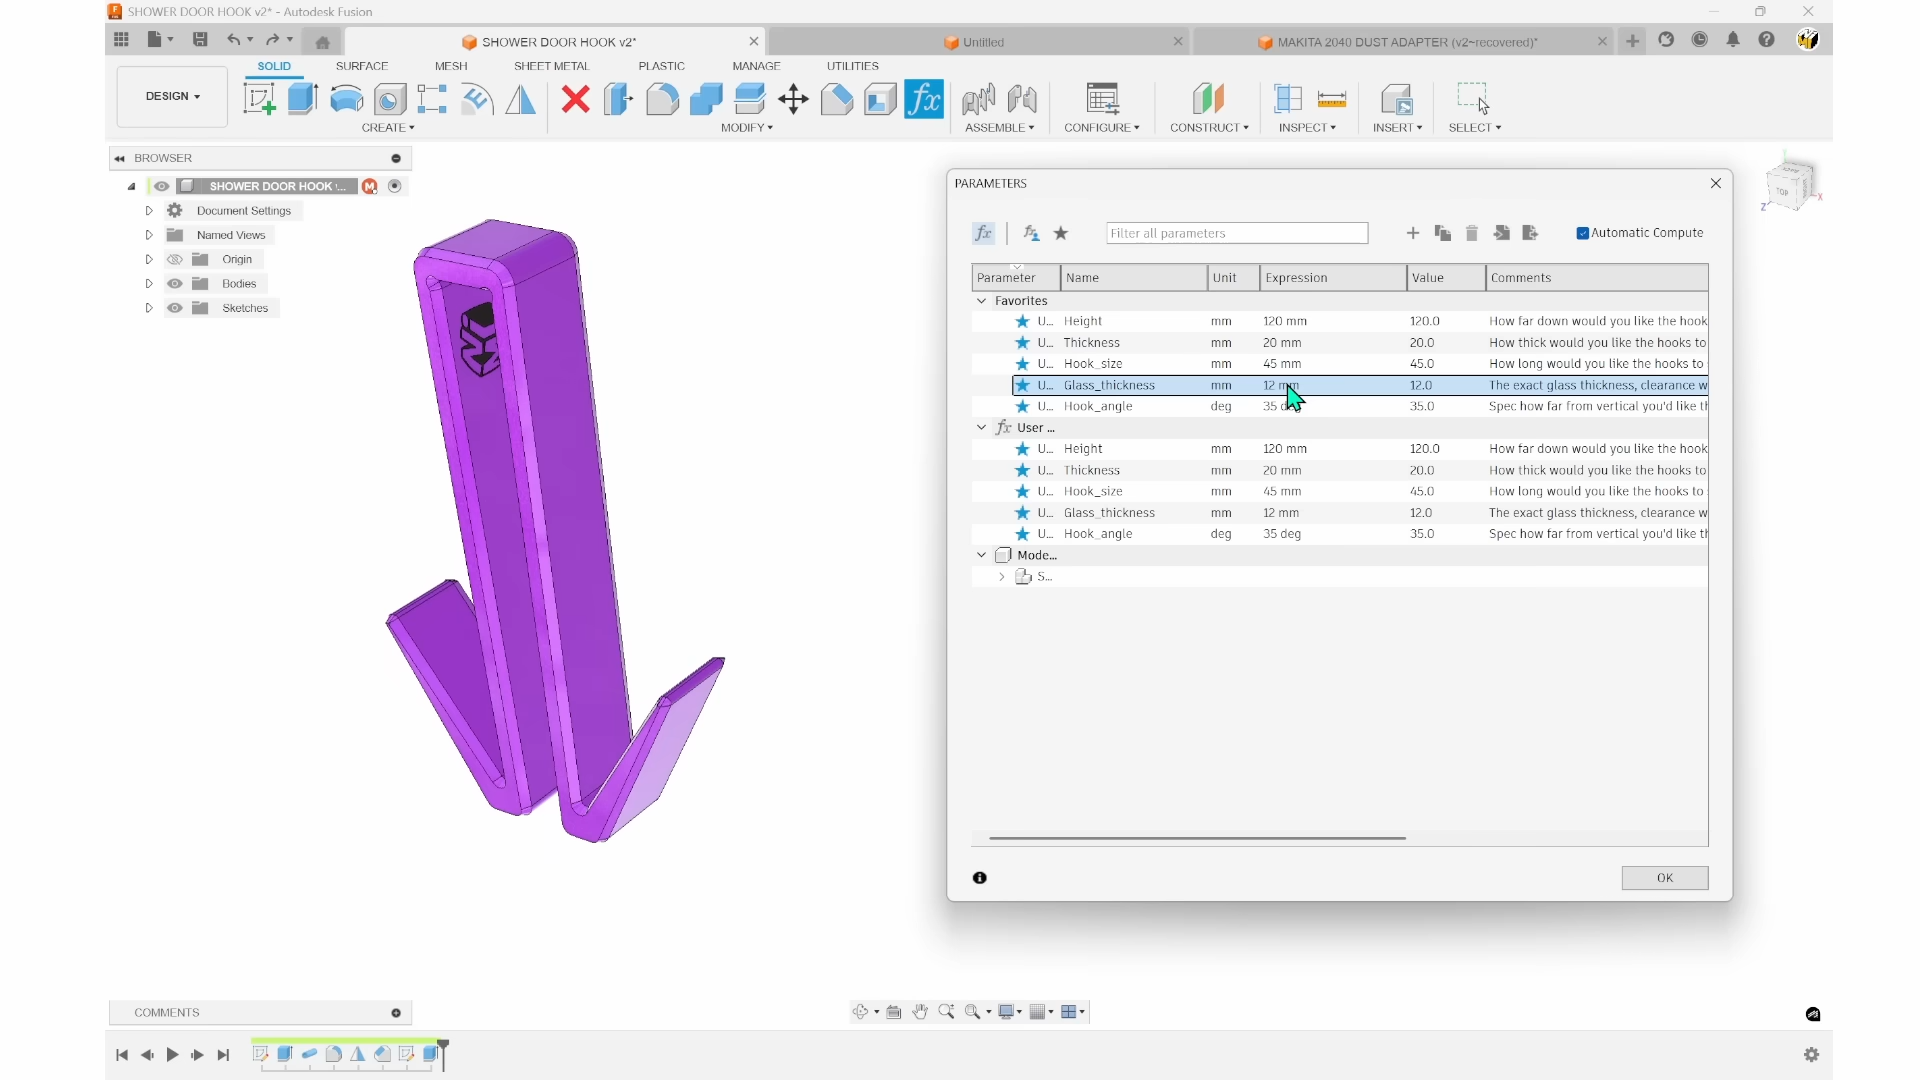 SHOWER DOOR HOOK v2* - Autodesk Fusion
SHOWER DOOR HOOK v2*
Untitled
MAKITA 2040 DUST ADAPTER (v2~recovered)*
SOLID
SURFACE
MESH
SHEET METAL
PLASTIC
MANAGE
UTILITIES
DESIGN
CREATE
MODIFY
ASSEMBLE
CONFIGURE
CONSTRUCT
INSPECT
INSERT
SELECT
BROWSER
SHOWER DOOR HOOK ...
M
Document Settings
Named Views
Origin
Bodies
Sketches
TOP
X
Z
PARAMETERS
fx
Filter all parameters
Automatic Compute
Parameter Name Unit Expression Value Comments
Favorites
U... Height mm 120 mm 120.0 How far down would you like the hook
U... Thickness mm 20 mm 20.0 How thick would you like the hooks to
U... Hook_size mm 45 mm 45.0 How long would you like the hooks to
U... Glass_thickness mm 12 mm 12.0 The exact glass thickness, clearance w
U... Hook_angle deg 35 deg 35.0 Spec how far from vertical you'd like th
fx User ...
U... Height mm 120 mm 120.0 How far down would you like the hook
U... Thickness mm 20 mm 20.0 How thick would you like the hooks to
U... Hook_size mm 45 mm 45.0 How long would you like the hooks to
U... Glass_thickness mm 12 mm 12.0 The exact glass thickness, clearance w
U... Hook_angle deg 35 deg 35.0 Spec how far from vertical you'd like th
Mode...
S...
OK
COMMENTS